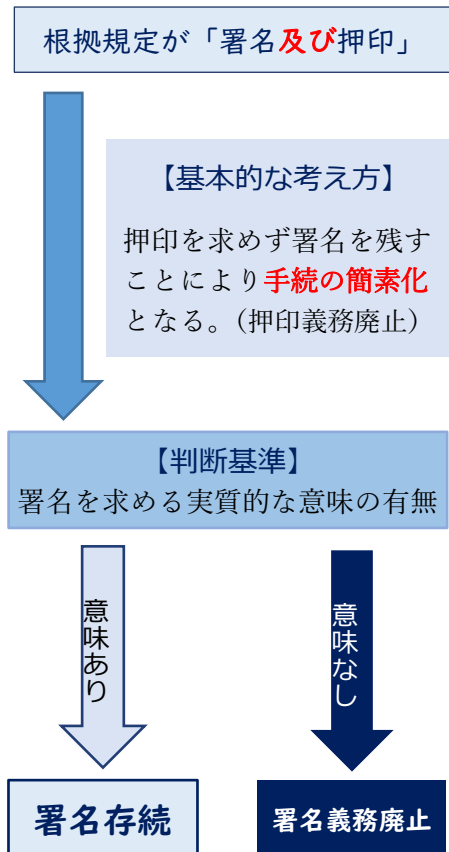 根拠規定が「署名及び押印」
【基本的な考え方】
押印を求めず署名を残す
ことにより手続の簡素化
となる。（押印義務廃止）
【判断基準】
署名を求める実質的な意味の有無
意味あり
意味なし
署名存続
署名義務廃止